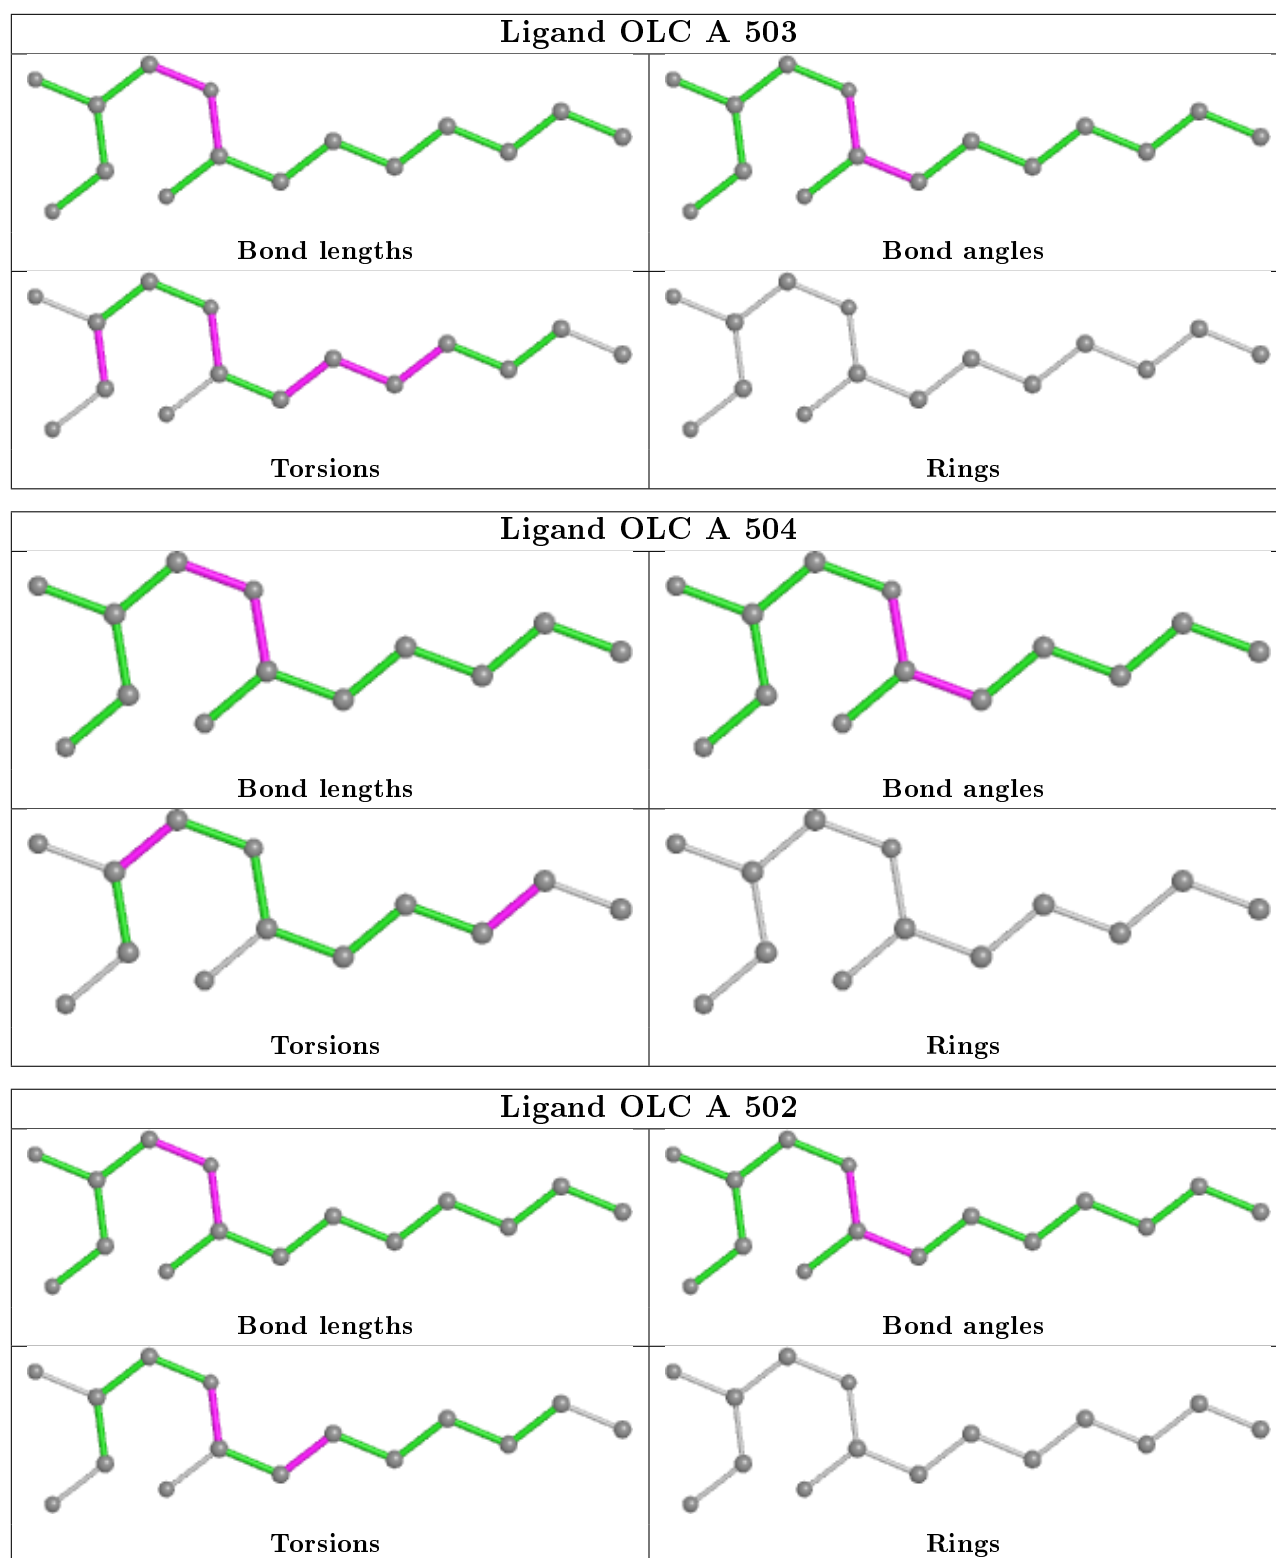 Ligand OLC A 503
Bond lengths
Bond angles
Torsions
Rings
Ligand OLC A 504
Bond lengths
Bond angles
Torsions
Rings
Ligand OLC A 502
Bond lengths
Bond angles
Torsions
Rings